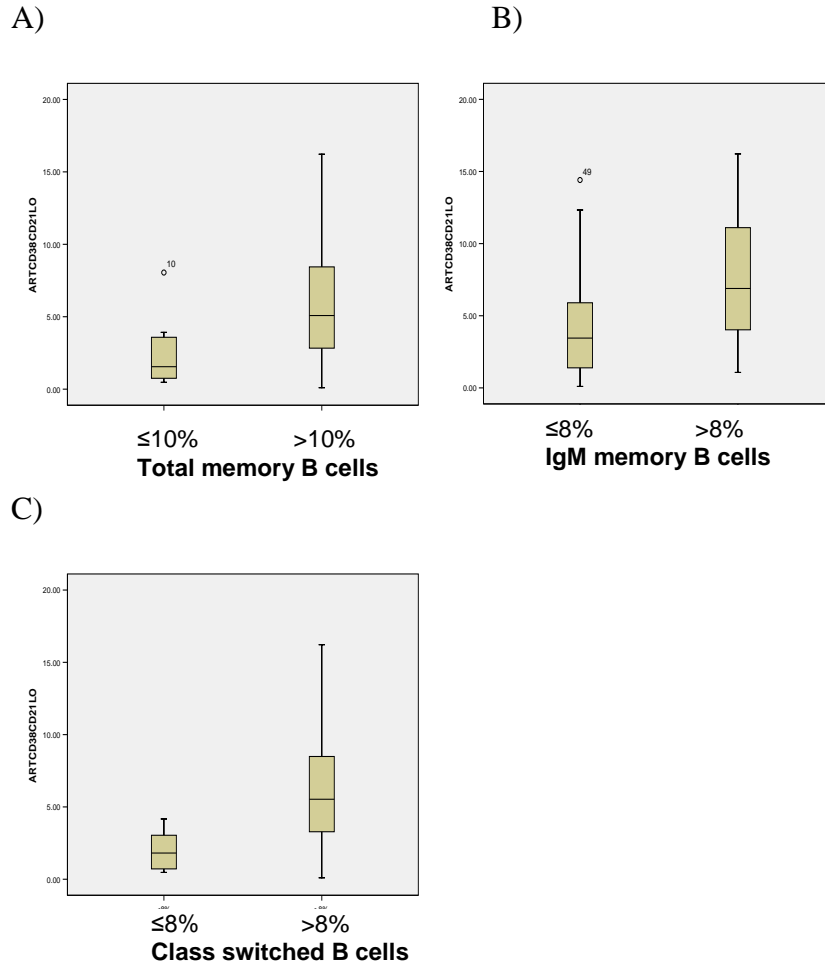 A)
B)
20.00
15.00
10.00
5.00
0.00
ARTCD38CD21LO
10
≤10% >10%
Total memory B cells
20.00
15.00
10.00
5.00
0.00
ARTCD38CD21LO
49
≤8% >8%
IgM memory B cells
C)
20.00
15.00
10.00
5.00
0.00
ARTCD38CD21LO
≤8% >8%
Class switched B cells